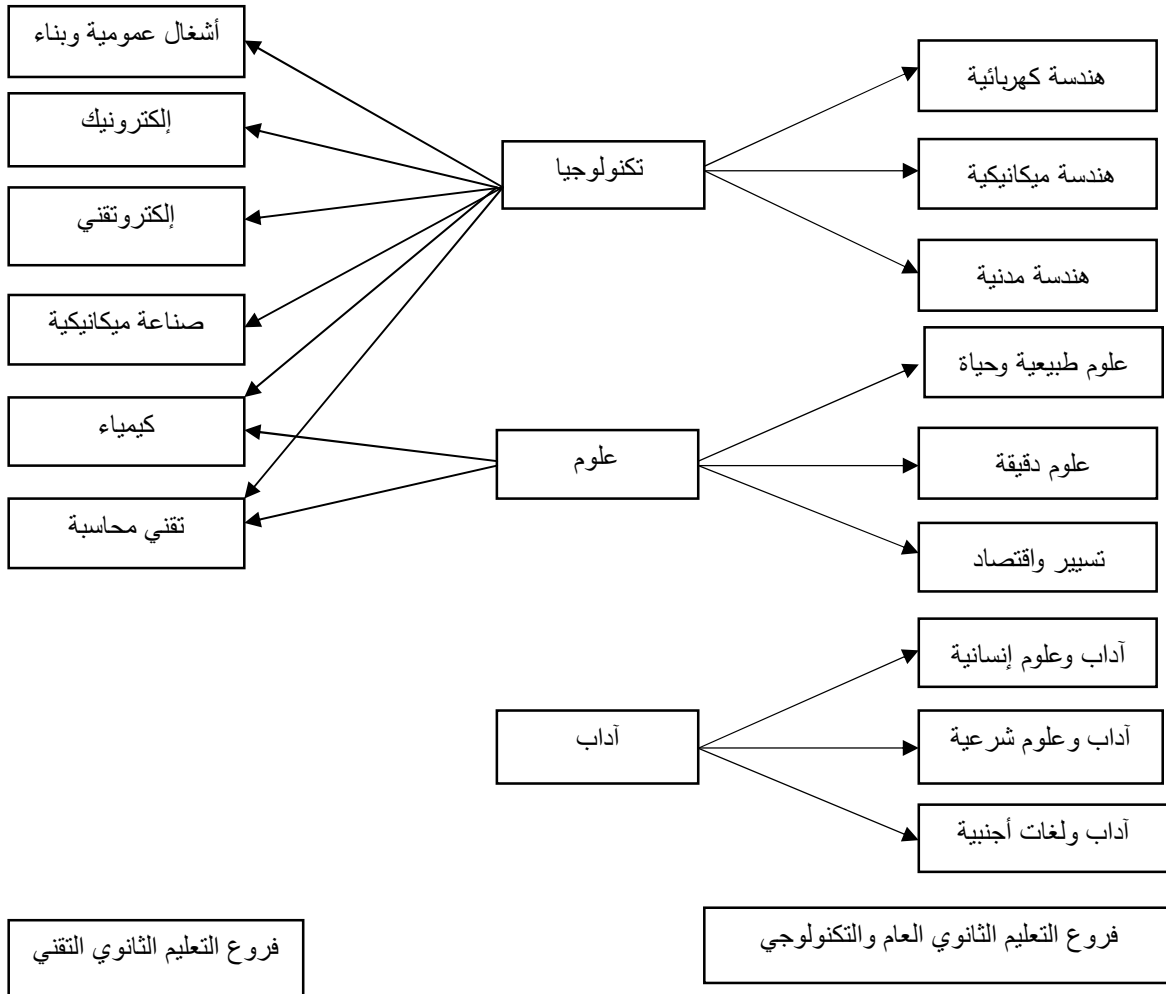 هندسة كهربائية
هندسة ميكانيكية
هندسة مدنية
علوم طبيعية وحياة
علوم دقيقة
تسيير واقتصاد
آداب وعلوم إنسانية
آداب وعلوم شرعية
آداب ولغات أجنبية
فروع التعليم الثانوي العام والتكنولوجي
تكنولوجيا
علوم
آداب
أشغال عمومية وبناء
إلكترونيك
إلكتروتقني
صناعة ميكانيكية
كيمياء
تقني محاسبة
فروع التعليم الثانوي التقني